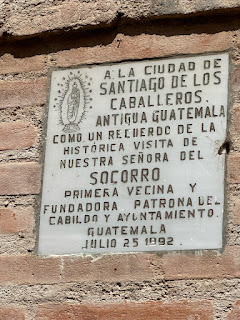 A LA CIUDAD DE
SANTIAGO DE LOS
CABALLEROS.
ANTIGUA GUATEMALA
COMO UN RECUERDO DE LA
HISTÓRICA VISITA DE
NUESTRA SEÑORA DEL
SOCORRO
PRIMERA VECINA Y
FUNDADORA PATRONA DEL
CABILDO Y AYUNTAMIENTO.
GUATEMALA
JULIO 25 1992.